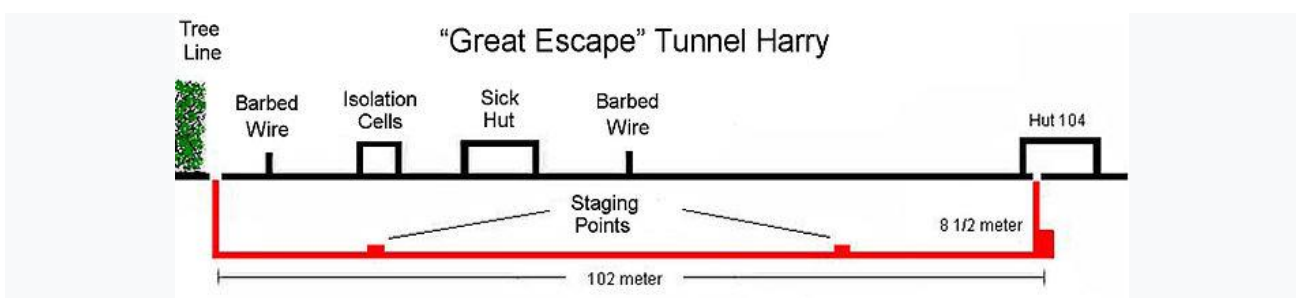 Tree
Line
“Great Escape” Tunnel Harry
Barbed
Wire
Isolation
Cells
Sick
Hut
Barbed
Wire
Hut 104
Staging
Points
8 1/2 meter
102 meter